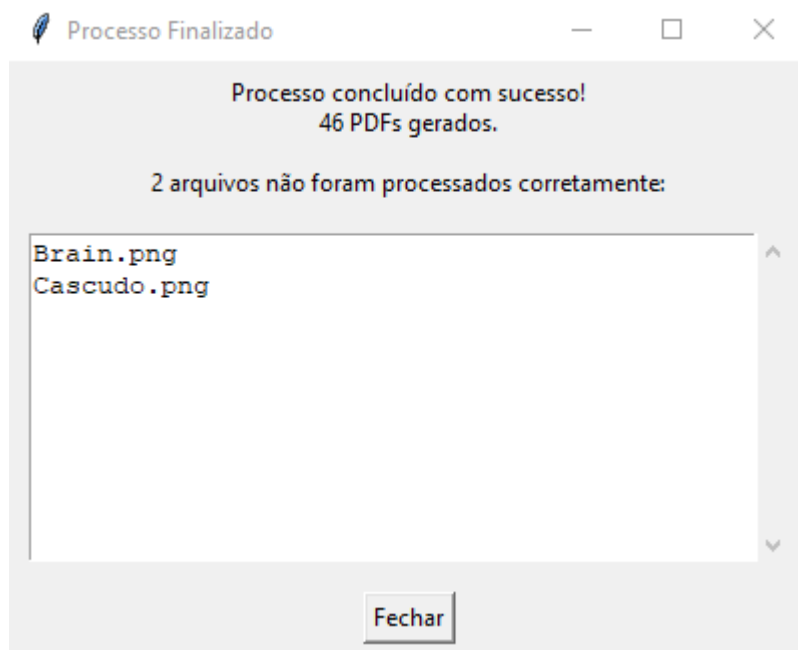 Processo Finalizado
Processo concluído com sucesso!
46 PDFs gerados.
2 arquivos não foram processados corretamente:
Brain.png
Cascudo.png
Fechar